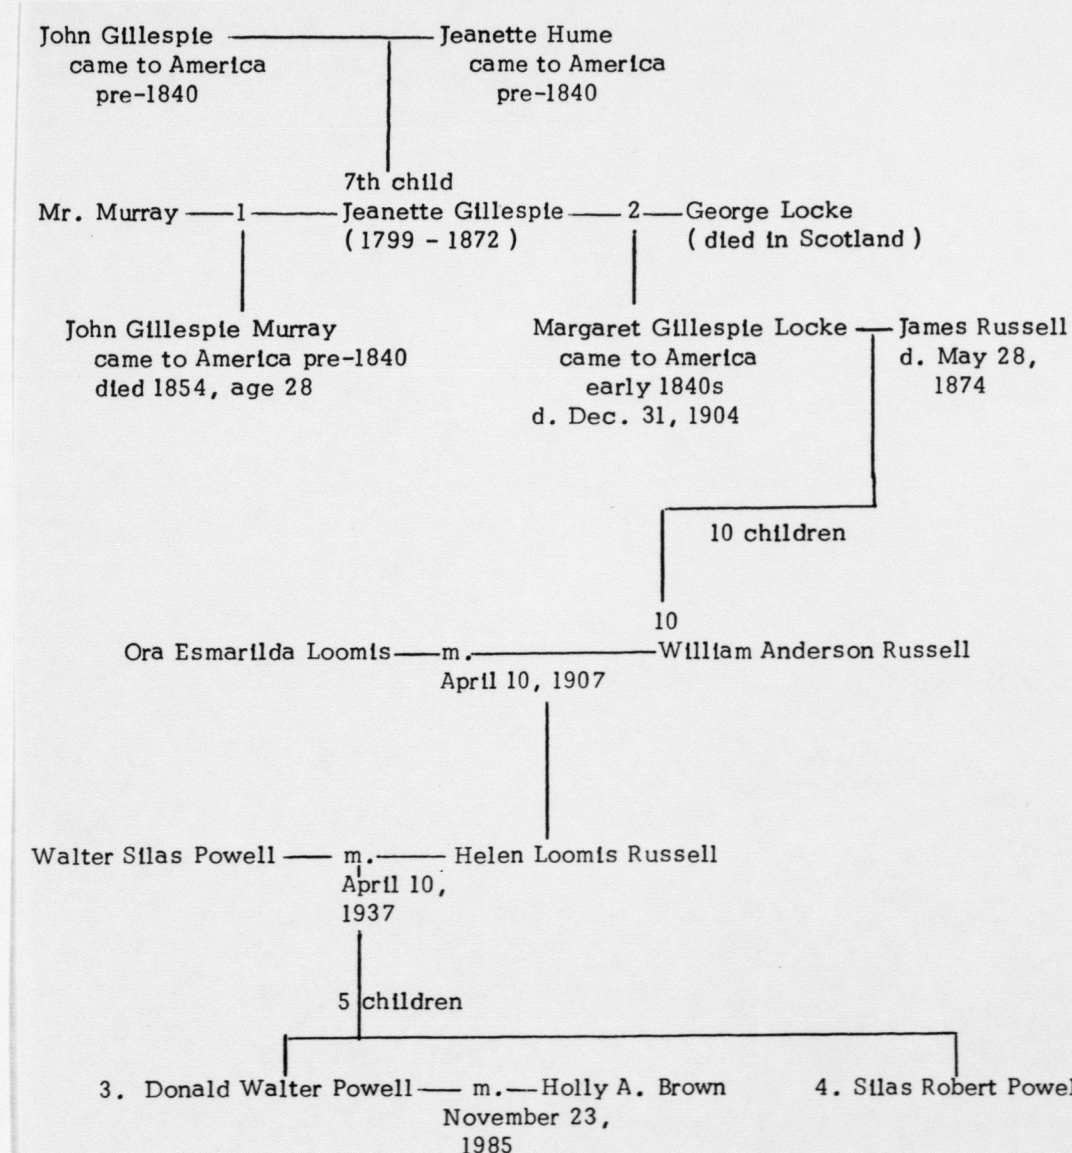 John Gillespie Jeanette Hume
came to America came to America
pre-1840 pre-1840
7th child
Mr. Murray 1 Jeanette Gillespie 2 George Locke
( 1799 - 1872 ) ( died in Scotland )
John Gillespie Murray Margaret Gillespie Locke James Russell
came to America pre-1840 came to America d. May 28,
died 1854, age 28 early 1840s 1874
d. Dec. 31, 1904
10 children
10
Ora Esmarilda Loomis m. William Anderson Russell
April 10, 1907
Walter Silas Powell m. Helen Loomis Russell
April 10,
1937
5 children
3. Donald Walter Powell m. Holly A. Brown 4. Silas Robert Powel
November 23,
1985